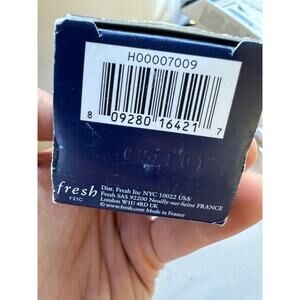 H00007009
8 09280 16421 7
fresh
F21C
Dist. Fresh Inc NYC 10022 USA
Fresh SAS 92200 Neuilly-sur-Seine FRANCE
London W1U 4RD UK
© www.fresh.com Made in France